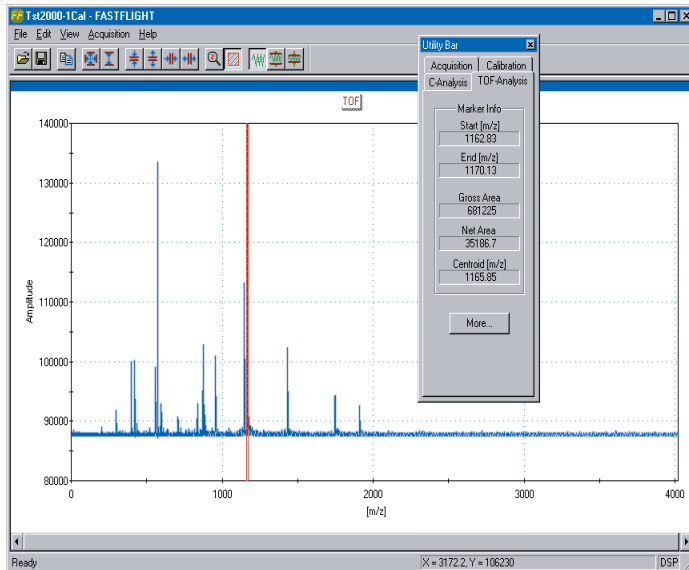 FF Tst2000-1Cal - FASTFLIGHT
File Edit View Acquisition Help
Utility Bar
Acquisition Calibration
C-Analysis TOF-Analysis
Marker Info
Start [m/z]
1162.83
End [m/z]
1170.13
Gross Area
681225
Net Area
35186.7
Centroid [m/z]
1165.85
More...
TOF
140000
130000
120000
110000
100000
90000
80000
Amplitude
0 1000 2000 3000 4000
[m/z]
Ready X = 3172.2, Y = 106230 DSP